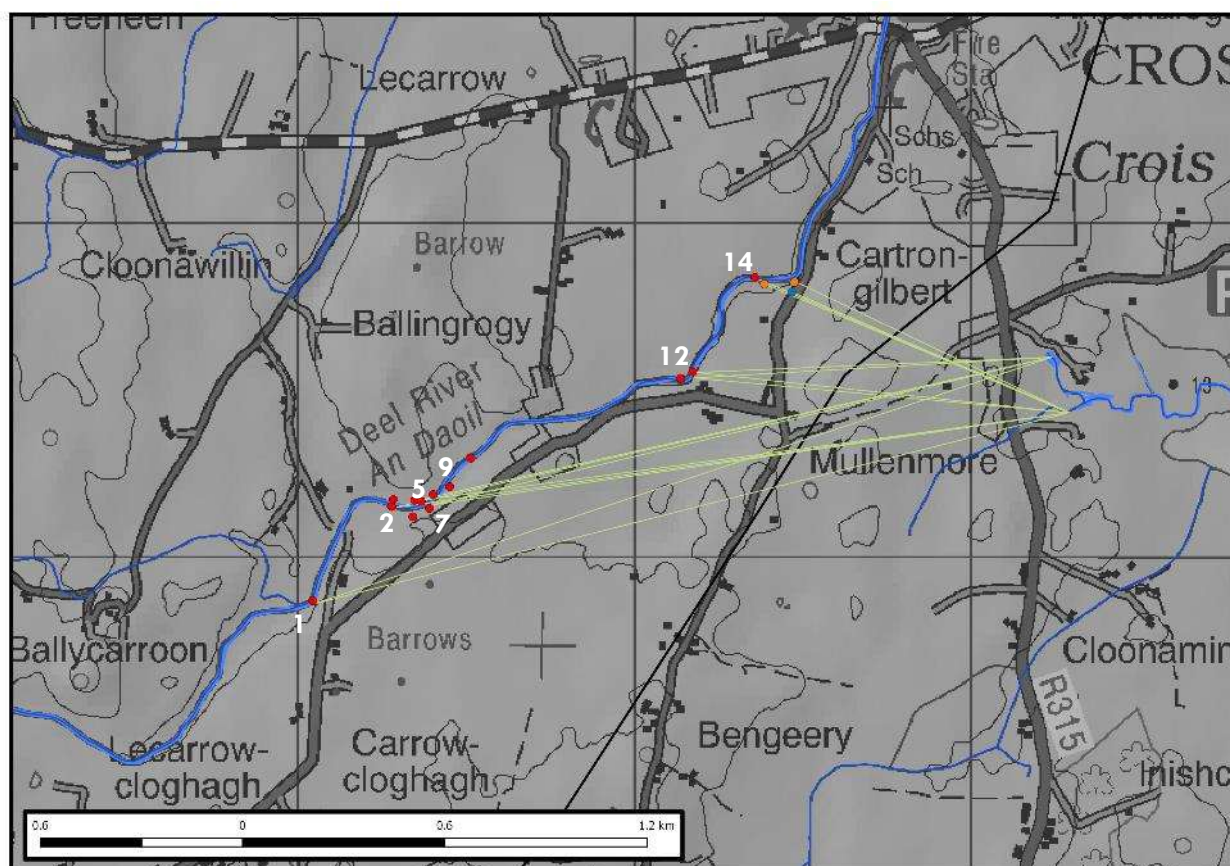 Lecarrow
Fire
Sta
CROS
Schs
Sch
Crois
Barrow
Cloonawillin
Cartron-
gilbert
14
Ballingrogy
12
Deel River
An Daoil
13
9
5
2
7
Mullenmore
1
Barrows
Ballycarroon
Cloonamin
L
R315
Lecarrow-
cloghagh
Carrow-
cloghagh
Bengeery
Inishc
0.6 0 0.6 1.2 km